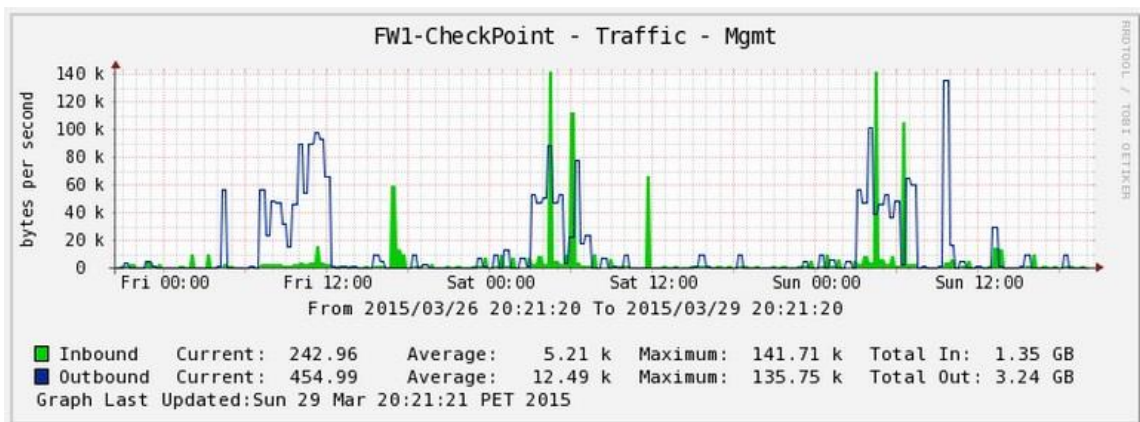 FW1-CheckPoint - Traffic - Mgmt
RRDTOOL / TOBI OETIKER
bytes per second
140 k
120 k
100 k
80 k
60 k
40 k
20 k
0
Fri 00:00 Fri 12:00 Sat 00:00 Sat 12:00 Sun 00:00 Sun 12:00
From 2015/03/26 20:21:20 To 2015/03/29 20:21:20
Inbound Current: 242.96 Average: 5.21 k Maximum: 141.71 k Total In: 1.35 GB
Outbound Current: 454.99 Average: 12.49 k Maximum: 135.75 k Total Out: 3.24 GB
Graph Last Updated:Sun 29 Mar 20:21:21 PET 2015